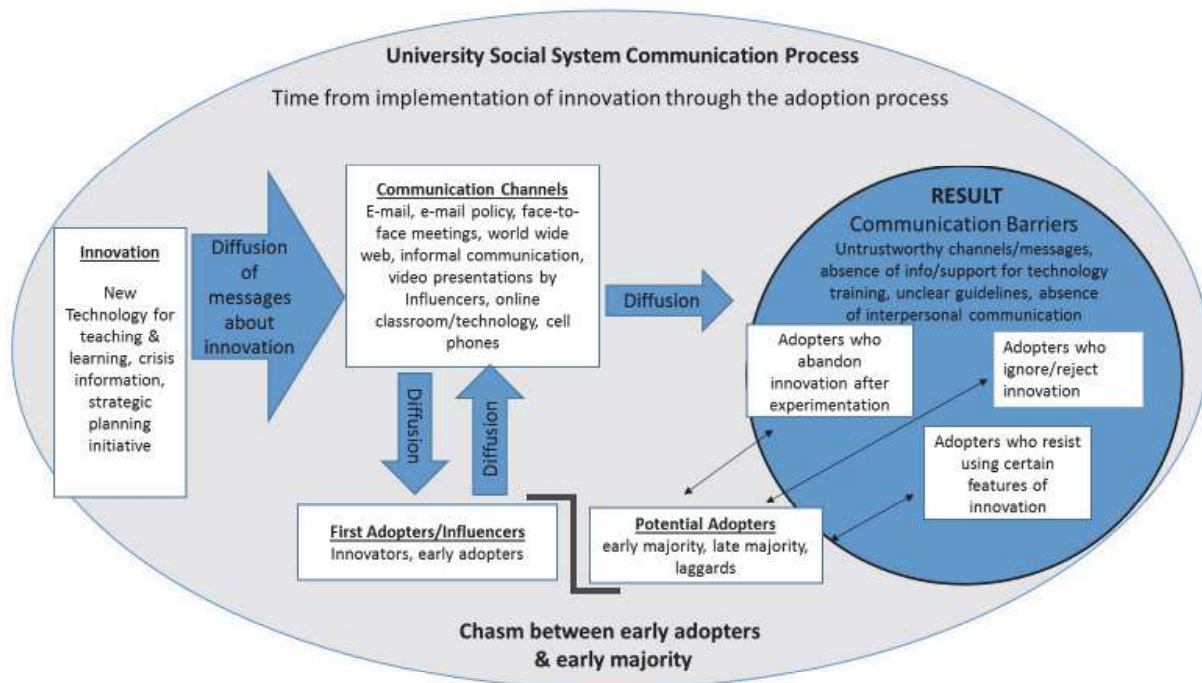 University Social System Communication Process
Time from implementation of innovation through the adoption process
Innovation
New
Technology for
teaching &
learning, crisis
information,
strategic
planning
initiative
Diffusion
of
messages
about
innovation
Communication Channels
E-mail, e-mail policy, face-to-
face meetings, world wide
web, informal communication,
video presentations by
Influencers, online
classroom/technology, cell
phones
Diffusion
Diffusion
First Adopters/Influencers
Innovators, early adopters
Diffusion
RESULT
Communication Barriers
Untrustworthy channels/messages,
absence of info/support for technology
training, unclear guidelines, absence
of interpersonal communication
Adopters who
abandon
innovation after
experimentation
Adopters who
ignore/reject
innovation
Adopters who resist
using certain
features of
innovation
Potential Adopters
early majority, late majority,
laggards
Chasm between early adopters
& early majority